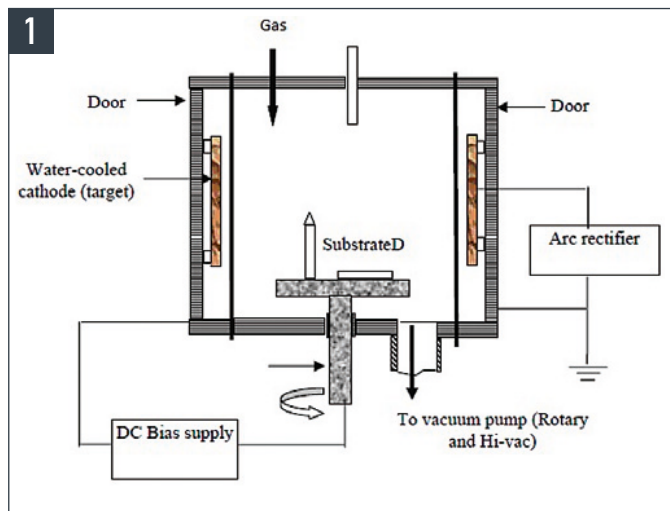 1
Gas
Door
Door
Water-cooled
cathode (target)
SubstrateD
Arc rectifier
DC Bias supply
To vacuum pump (Rotary
and Hi-vac)